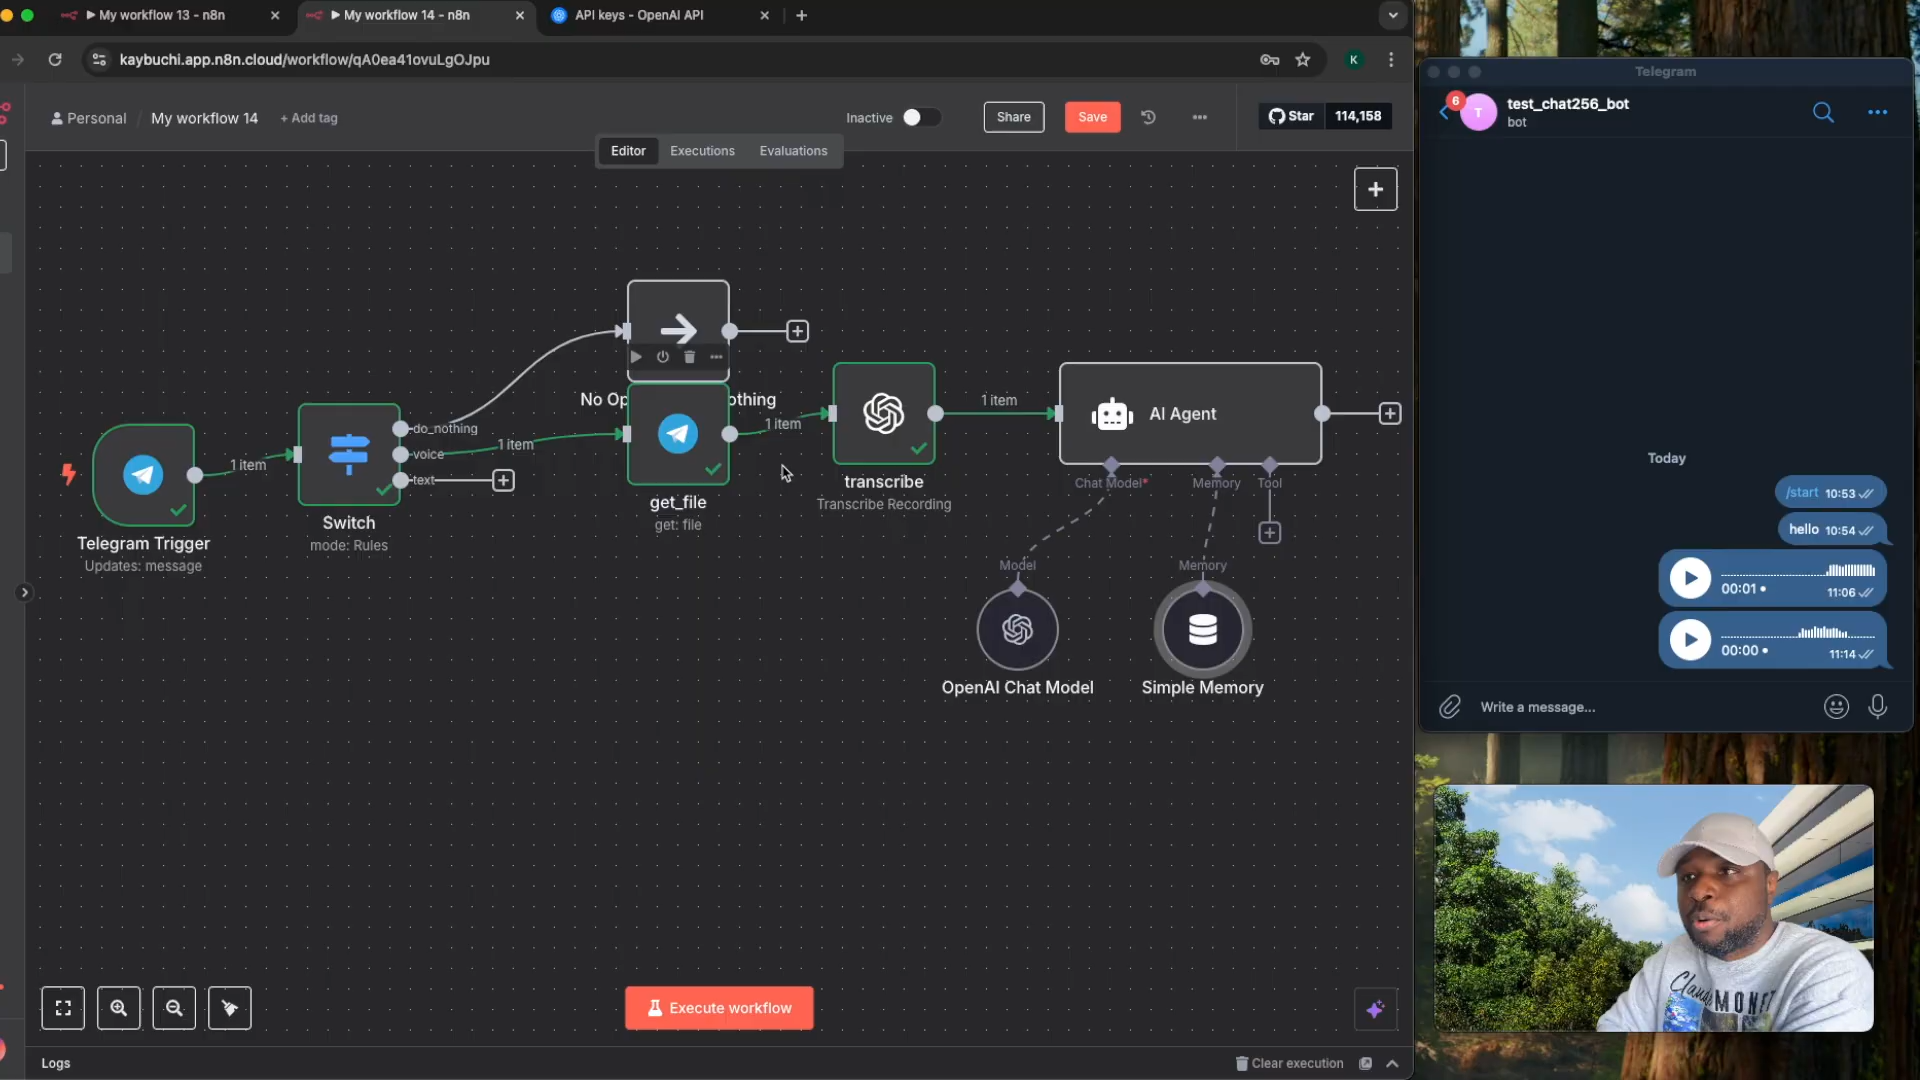 My workflow 13 - n8n
My workflow 14 - n8n
API keys - OpenAI API
kaybuchi.app.n8n.cloud/workflow/qA0ea41ovuLgOJpu
K
Personal / My workflow 14 + Add tag
Inactive
Share
Save
Star 114,158
Editor Executions Evaluations
No Op
othing
do_nothing
voice
text
1 item
1 item
1 item
1 item
Telegram Trigger
Updates: message
Switch
mode: Rules
get_file
get: file
transcribe
Transcribe Recording
AI Agent
Chat Model*
Memory
Tool
Model
Memory
OpenAI Chat Model
Simple Memory
Execute workflow
Logs
Clear execution
Telegram
6
T
test_chat256_bot
bot
Today
/start 10:53
hello 10:54
00:01
11:06
00:00
11:14
Write a message...
MONET